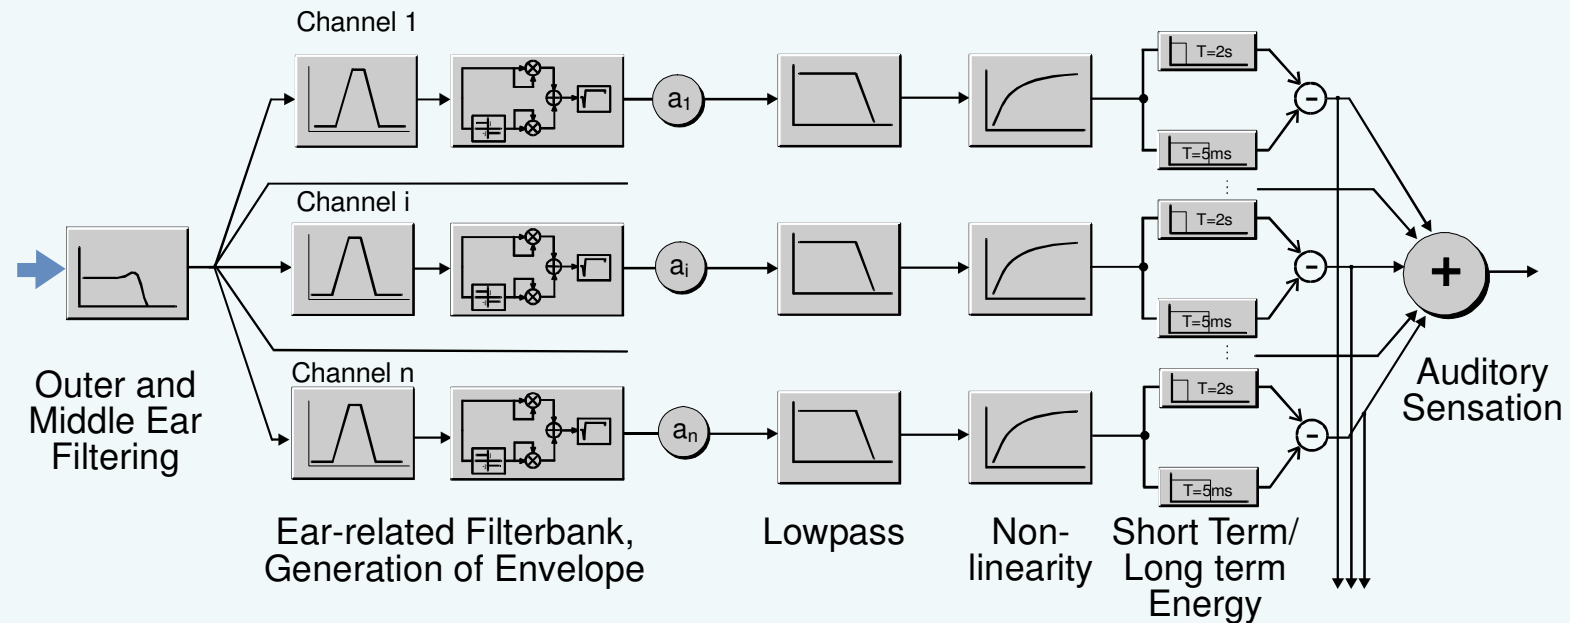 Channel 1
T=2s
a1
-
T=5ms
Channel i
T=2s
ai
-
+
T=5ms
Channel n
T=2s
an
-
T=5ms
Outer and
Middle Ear
Filtering
Auditory
Sensation
Ear-related Filterbank,
Generation of Envelope
Lowpass
Non-
linearity
Short Term/
Long term
Energy